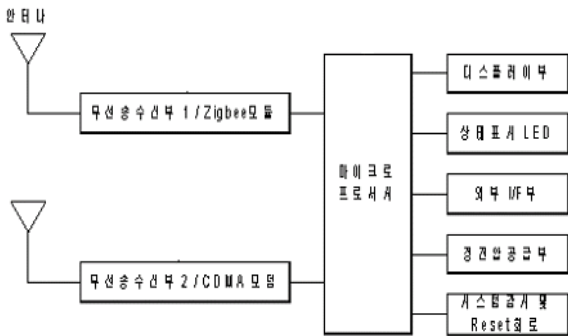 안테나
무선송수신부 1/Zigbee모듈
무선송수신부 2/CDMA모뎀
마이크로
프로세서
디스플레이부
상태표시 LED
외부 I/F부
정전압공급부
시스템감시 및
Reset회로